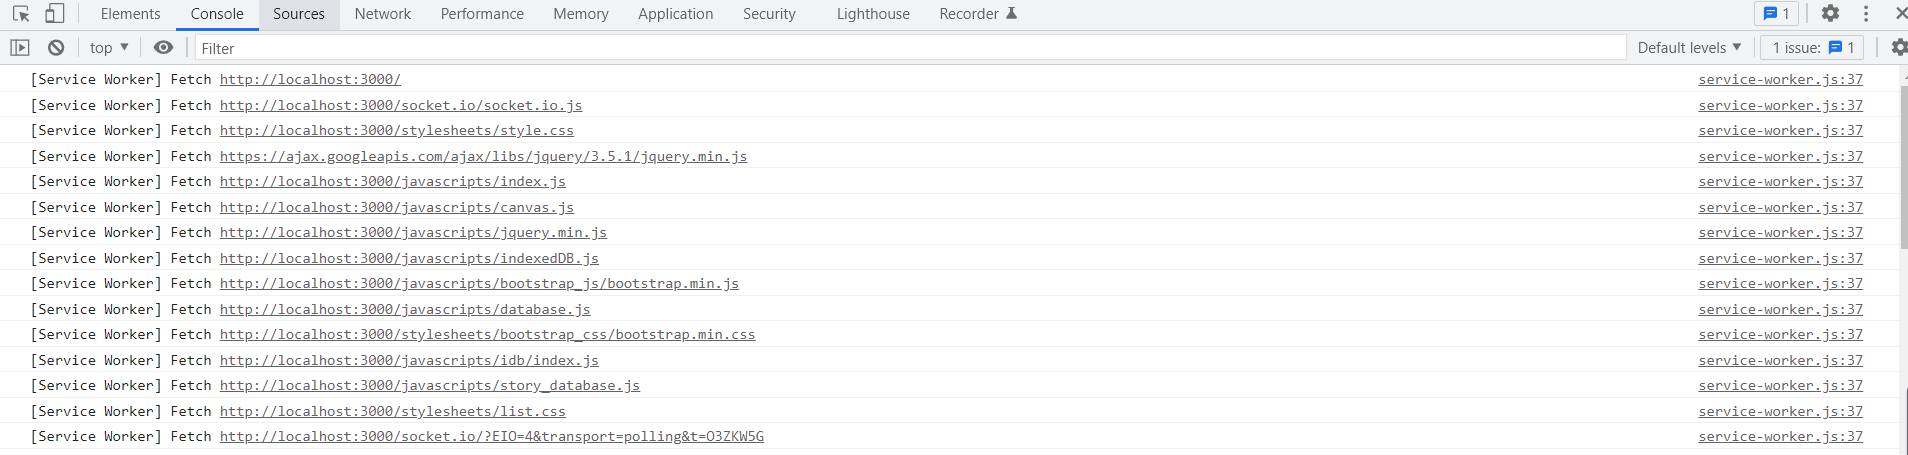 Elements Console Sources Network Performance Memory Application Security Lighthouse Recorder 1
top Filter Default levels 1 issue: 1
[Service Worker] Fetch http://localhost:3000/ service-worker.js:37
[Service Worker] Fetch http://localhost:3000/socket.io/socket.io.js service-worker.js:37
[Service Worker] Fetch http://localhost:3000/stylesheets/style.css service-worker.js:37
[Service Worker] Fetch https://ajax.googleapis.com/ajax/libs/jquery/3.5.1/jquery.min.js service-worker.js:37
[Service Worker] Fetch http://localhost:3000/javascripts/index.js service-worker.js:37
[Service Worker] Fetch http://localhost:3000/javascripts/canvas.js service-worker.js:37
[Service Worker] Fetch http://localhost:3000/javascripts/jquery.min.js service-worker.js:37
[Service Worker] Fetch http://localhost:3000/javascripts/indexedDB.js service-worker.js:37
[Service Worker] Fetch http://localhost:3000/javascripts/bootstrap_js/bootstrap.min.js service-worker.js:37
[Service Worker] Fetch http://localhost:3000/javascripts/database.js service-worker.js:37
[Service Worker] Fetch http://localhost:3000/stylesheets/bootstrap_css/bootstrap.min.css service-worker.js:37
[Service Worker] Fetch http://localhost:3000/javascripts/idb/index.js service-worker.js:37
[Service Worker] Fetch http://localhost:3000/javascripts/story_database.js service-worker.js:37
[Service Worker] Fetch http://localhost:3000/stylesheets/list.css service-worker.js:37
[Service Worker] Fetch http://localhost:3000/socket.io/?EIO=4&transport=polling&t=O3ZKW5G service-worker.js:37